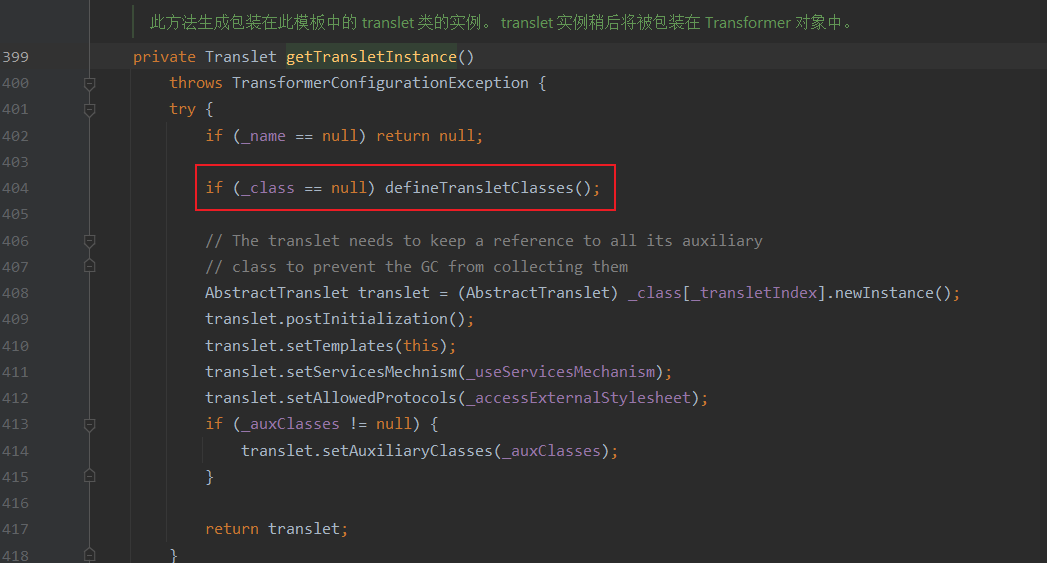 此方法生成包装在此模板中的 translet 类的实例。 translet 实例稍后将被包装在 Transformer 对象中。
399 private Translet getTransletInstance()
400 throws TransformerConfigurationException {
401 try {
402 if (_name == null) return null;
403
404 if (_class == null) defineTransletClasses();
405
406 // The translet needs to keep a reference to all its auxiliary
407 // class to prevent the GC from collecting them
408 AbstractTranslet translet = (AbstractTranslet) _class[_transletIndex].newInstance();
409 translet.postInitialization();
410 translet.setTemplates(this);
411 translet.setServicesMechnism(_useServicesMechanism);
412 translet.setAllowedProtocols(_accessExternalStylesheet);
413 if (_auxClasses != null) {
414 translet.setAuxiliaryClasses(_auxClasses);
415 }
416
417 return translet;
418 }